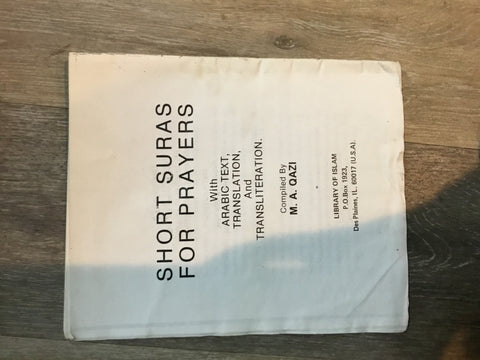 SHORT SURAS
FOR PRAYERS
With
ARABIC TEXT,
TRANSLATION,
And
TRANSLITERATION.
Compiled By
M. A. QAZI
LIBRARY OF ISLAM
P.O.Box 1923,
Des Plaines, IL. 60017 (U.S.A).